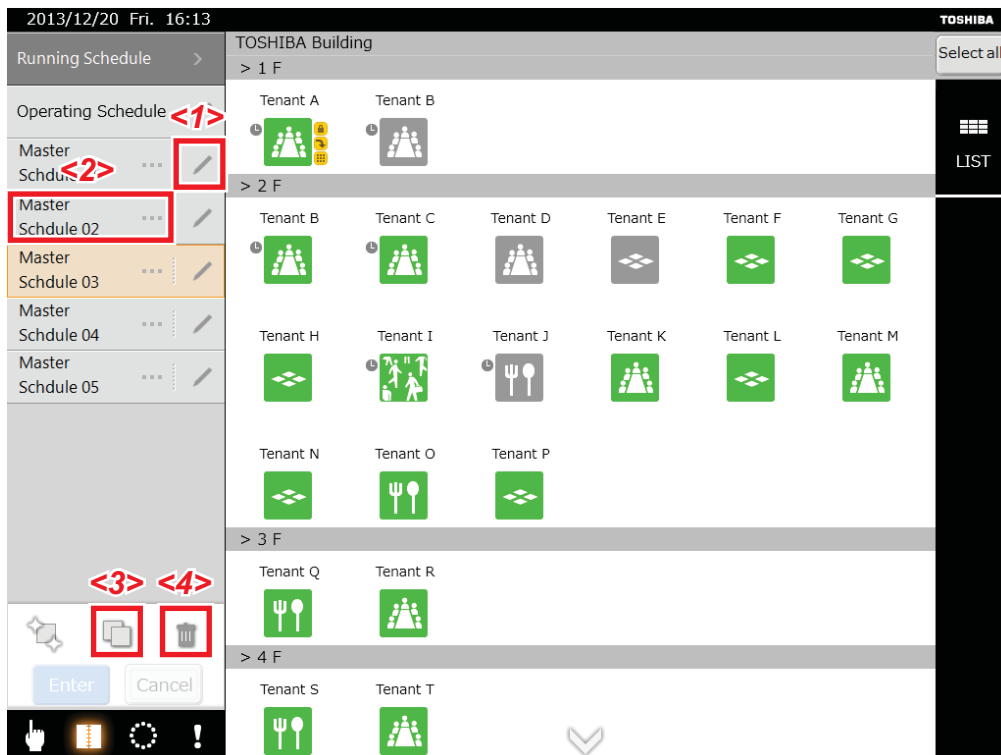 2013/12/20 Fri. 16:13
TOSHIBA
Running Schedule >
TOSHIBA Building
Select all
> 1 F
Operating Schedule
<1>
Tenant A Tenant B
LIST
Master
<2>
> 2 F
Master
Schdule 02
Tenant B Tenant C Tenant D Tenant E Tenant F Tenant G
Master
Schdule 03
Master
Schdule 04
Tenant H Tenant I Tenant J Tenant K Tenant L Tenant M
Master
Schdule 05
Tenant N Tenant O Tenant P
> 3 F
<3> <4>
Tenant Q Tenant R
> 4 F
Enter Cancel
Tenant S Tenant T